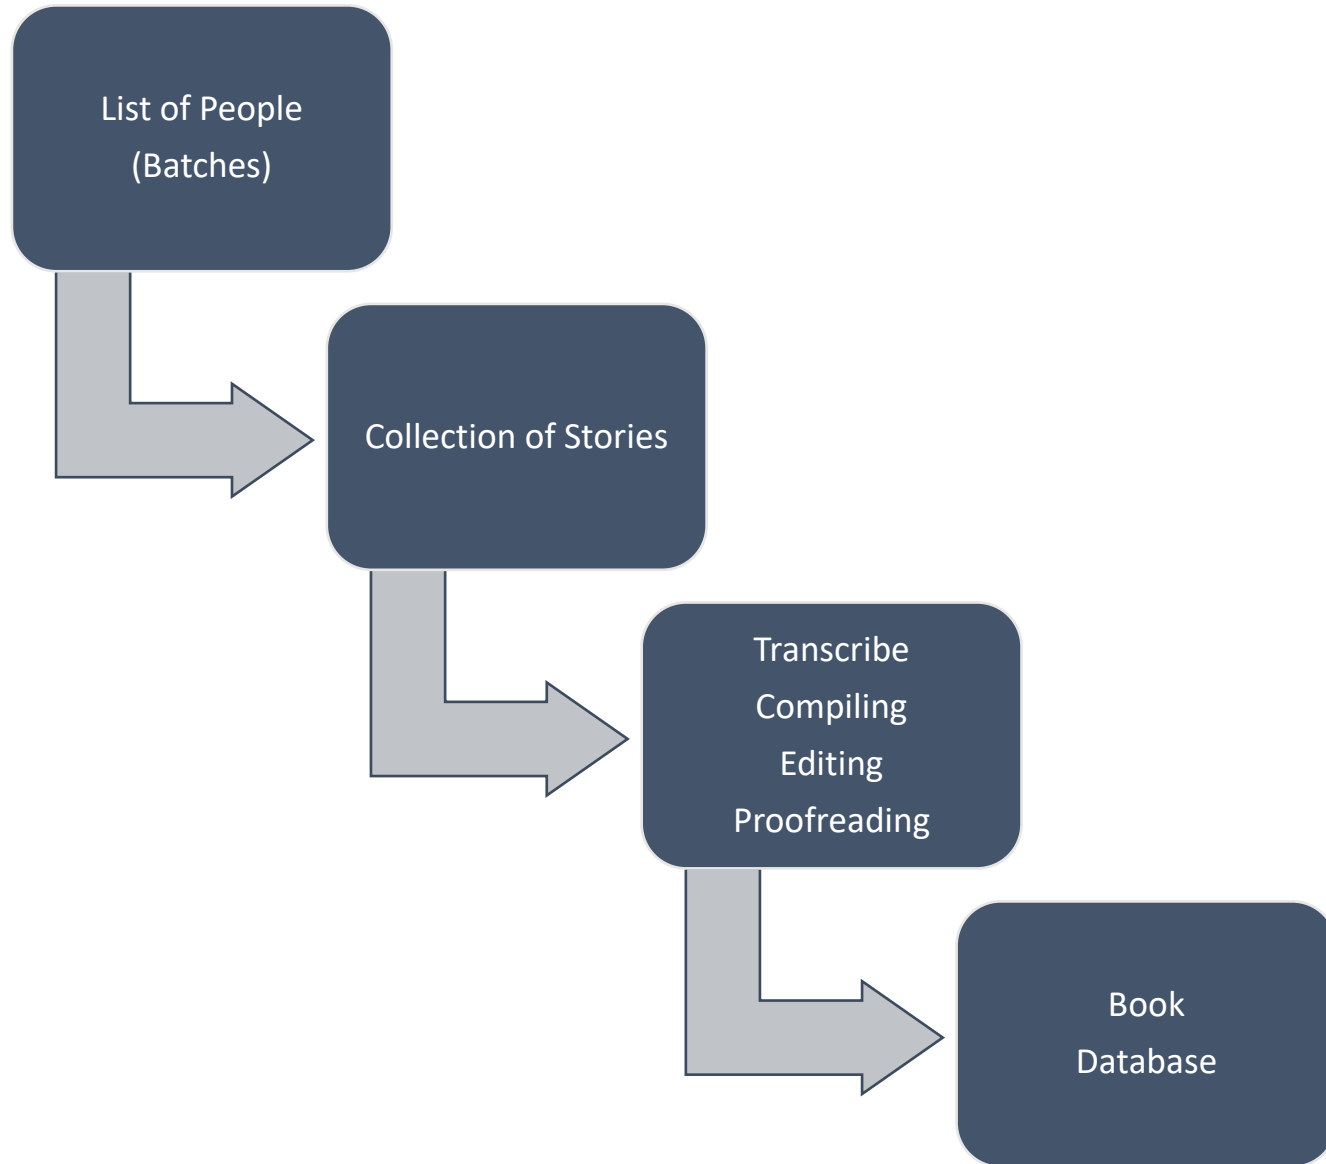 List of People
(Batches)
Collection of Stories
Transcribe
Compiling
Editing
Proofreading
Book
Database